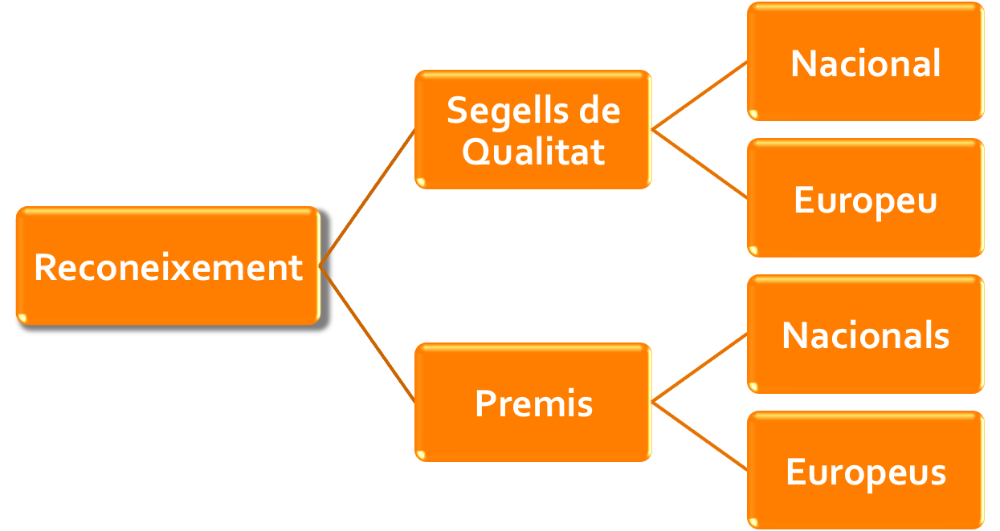 Reconeixement
Segells de
Qualitat
Nacional
Europeu
Premis
Nacionals
Europeus